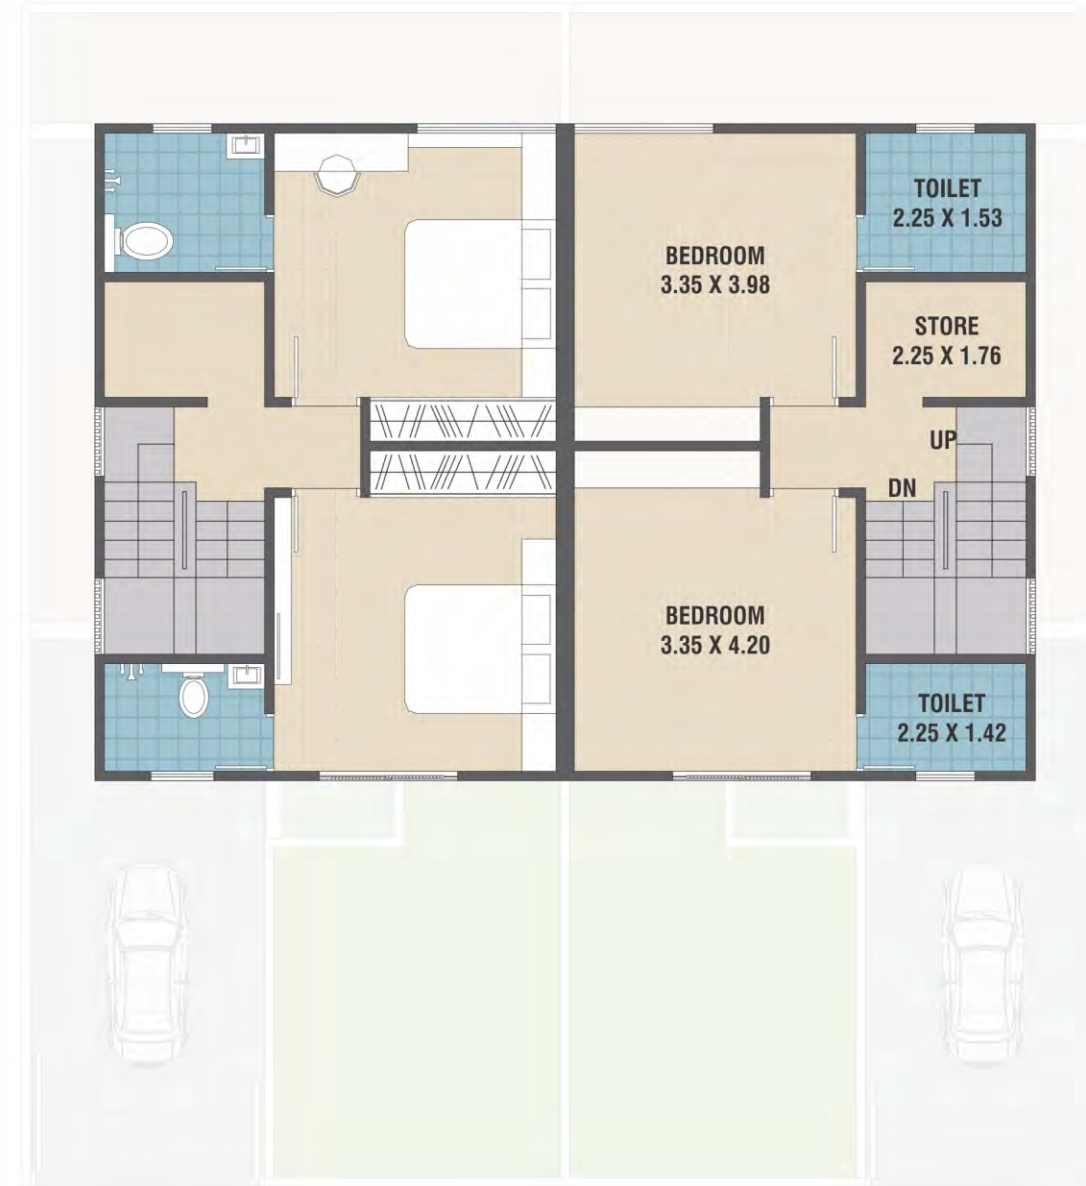 TOILET
2.25 X 1.53
BEDROOM
3.35 X 3.98
STORE
2.25 X 1.76
UP
DN
BEDROOM
3.35 X 4.20
TOILET
2.25 X 1.42